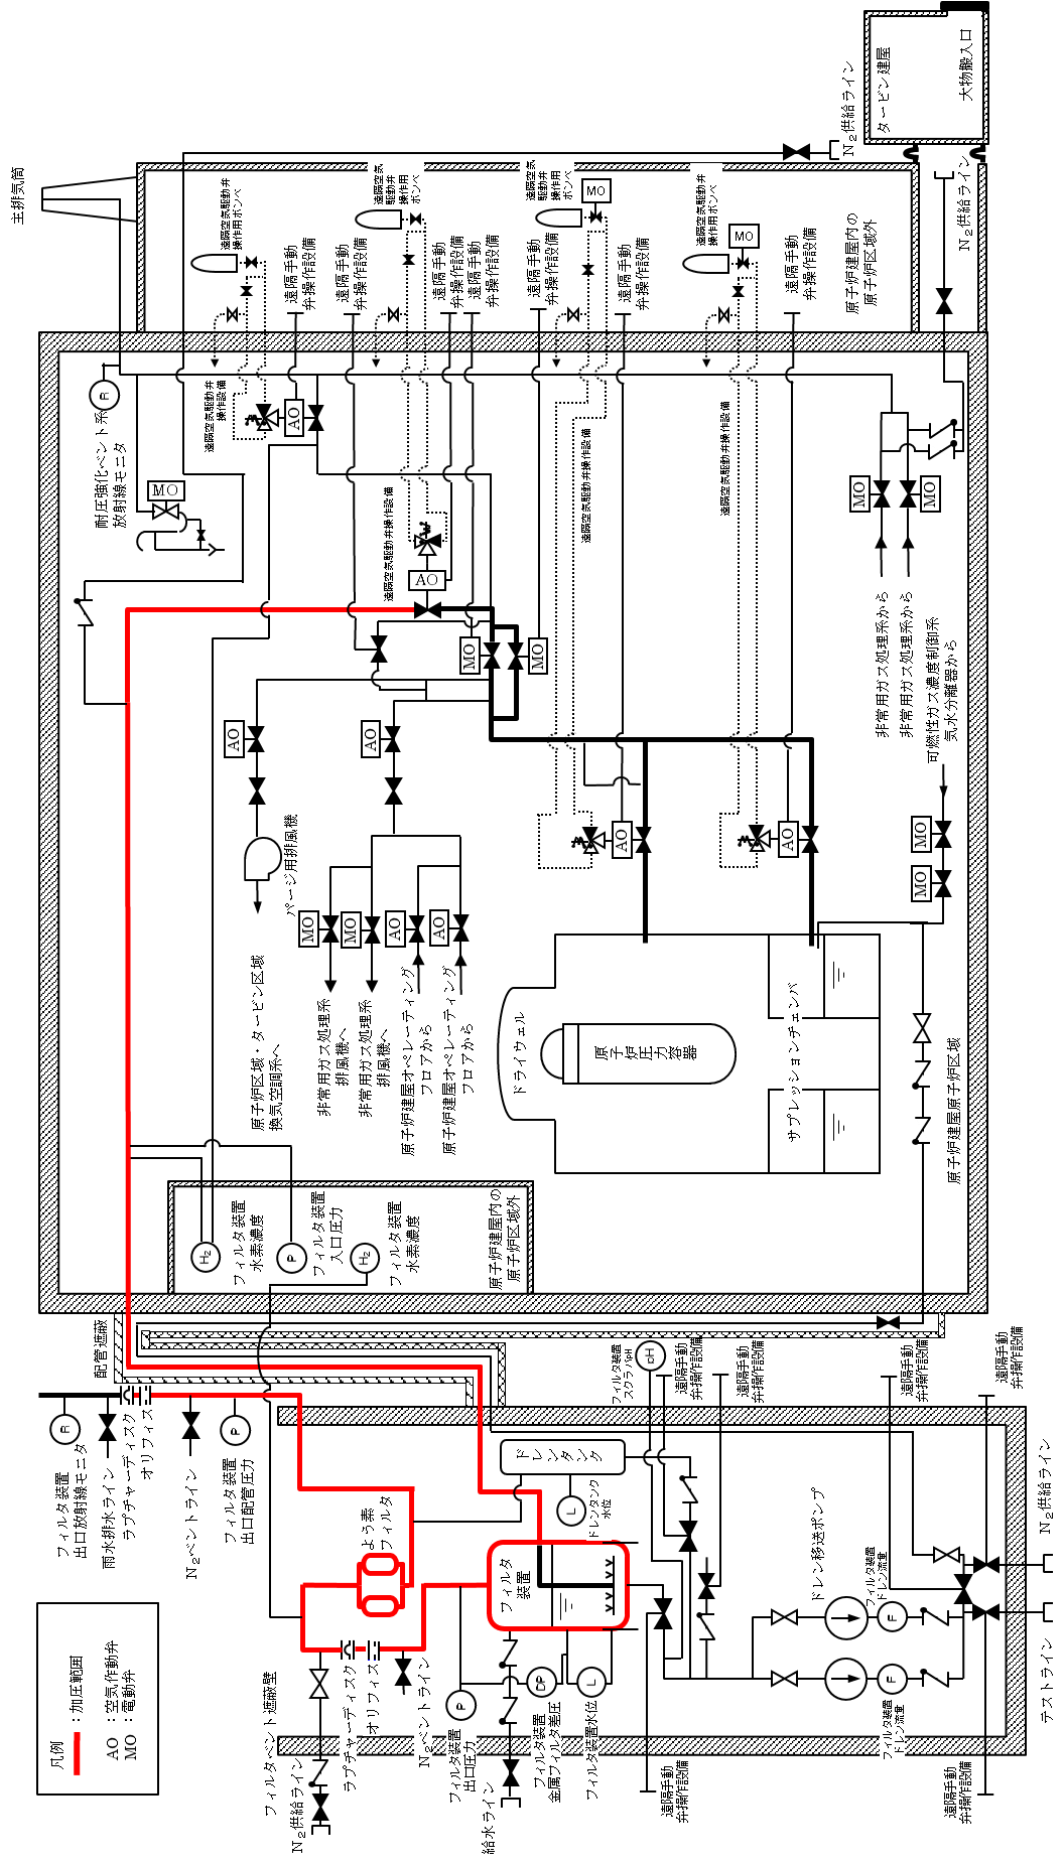 凡例
：加圧範囲
AO：空気作動弁
MO：電動弁
主排気筒
遠隔空気駆動弁
操作用ボンベ
遠隔手動
弁操作設備
遠隔手動
弁操作設備
遠隔空気
駆動弁
操作用
ボンベ
遠隔手動
弁操作設備
遠隔手動
弁操作設備
遠隔空気
駆動弁
操作用
ボンベ
MO
遠隔手動
弁操作設備
遠隔手動
弁操作設備
遠隔空気駆動弁
操作用ボンベ
MO
遠隔手動
弁操作設備
原子炉建屋内の
原子炉区域外
N₂供給ライン
タービン建屋
大物搬入口
N₂供給ライン
R
耐圧強化ベント系
放射線モニタ
MO
遠隔空気駆動弁
操作設備
AO
遠隔空気駆動弁操作設備
AO
MO
MO
遠隔空気駆動弁操作設備
AO
遠隔空気駆動弁操作設備
AO
MO
MO
非常用ガス処理系から
非常用ガス処理系から
可燃性ガス濃度制御系
気水分離器から
MO
MO
AO
AO
パージ用排風機
原子炉区域・タービン区域
換気空調系へ
MO
MO
AO
AO
非常用ガス処理系
排風機へ
非常用ガス処理系
排風機へ
原子炉建屋オペレーティング
フロアから
原子炉建屋オペレーティング
フロアから
ドライウェル
原子炉圧力容器
サプレッションチェンバ
原子炉建屋原子炉区域
H₂
フィルタ装置
水素濃度
P
フィルタ装置
入口圧力
H₂
フィルタ装置
水素濃度
原子炉建屋内の
原子炉区域外
配管遮蔽
R
フィルタ装置
出口放射線モニタ
雨水排水ライン
ラプチャーディスク
オリフィス
N₂ベントライン
P
フィルタ装置
出口配管圧力
よう素
フィルタ
ドレンタンク
L
ドレンタンク
水位
フィルタ装置
スクラバpH
pH
遠隔手動
弁操作設備
遠隔手動
弁操作設備
遠隔手動
弁操作設備
遠隔手動
弁操作設備
フィルタ
装置
ドレン移送ポンプ
フィルタ装置
ドレン流量
F
F
フィルタ装置
ドレン流量
N₂供給ライン
テストライン
フィルタベント遮蔽壁
N₂供給ライン
ラプチャーディスク
オリフィス
N₂ベントライン
P
フィルタ装置
出口圧力
給水ライン
DP
フィルタ装置
金属フィルタ差圧
L
フィルタ装置水位
遠隔手動
弁操作設備
遠隔手動
弁操作設備